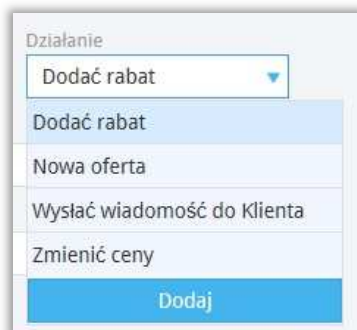 Działanie
Dodać rabat
Dodać rabat
Nowa oferta
Wysłać wiadomość do Klienta
Zmienić ceny
Dodaj